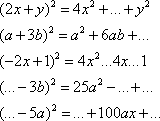 (2x+y)²=4x²+...+y²
(a+3b)²=a²+6ab+...
(-2x+1)²=4x²...4x...1
(...-3b)²=25a²-...+...
(...-5a)²=...+100ax+...